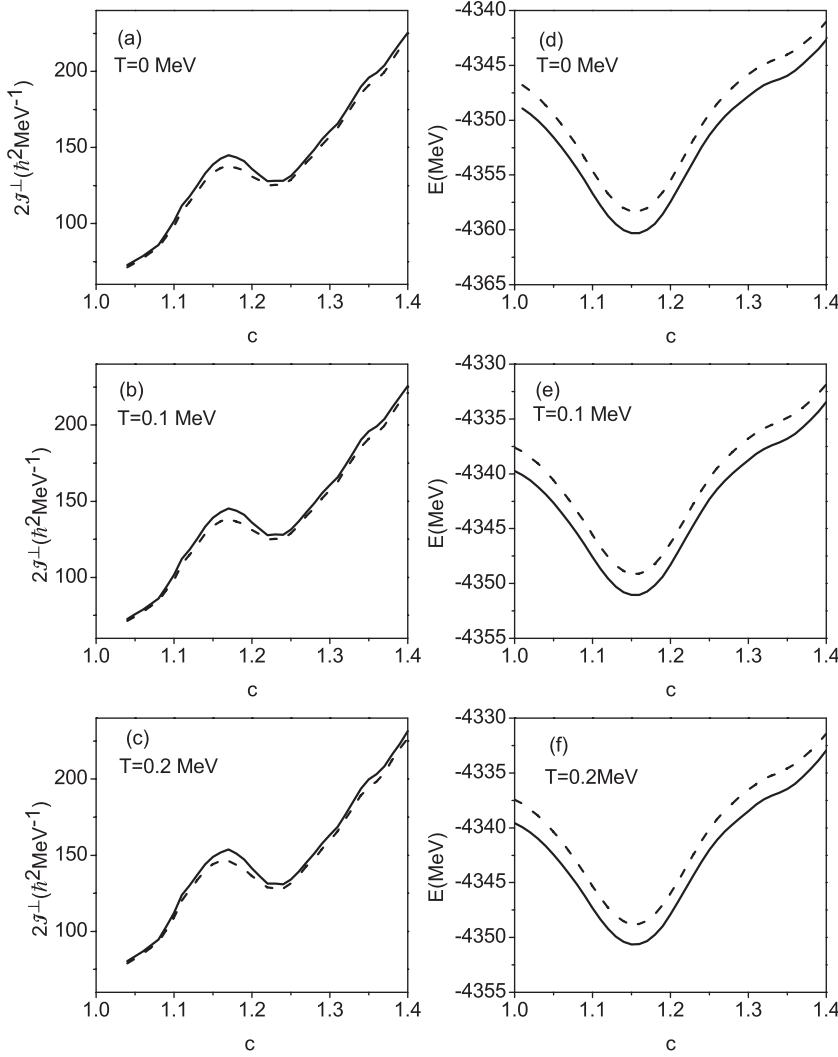 (a)
T=0 MeV
200
150
100
2𝒥⊥(ℏ²MeV⁻¹)
1.0 1.1 1.2 1.3 1.4
c
(d)
T=0 MeV
-4340
-4345
-4350
-4355
-4360
-4365
E(MeV)
1.0 1.1 1.2 1.3 1.4
c
(b)
T=0.1 MeV
200
150
100
2𝒥⊥(ℏ²MeV⁻¹)
1.0 1.1 1.2 1.3 1.4
c
(e)
T=0.1 MeV
-4330
-4335
-4340
-4345
-4350
-4355
E(MeV)
1.0 1.1 1.2 1.3 1.4
c
(c)
T=0.2 MeV
200
150
100
2𝒥⊥(ℏ²MeV⁻¹)
1.0 1.1 1.2 1.3 1.4
c
(f)
T=0.2MeV
-4330
-4335
-4340
-4345
-4350
-4355
E(MeV)
1.0 1.1 1.2 1.3 1.4
c